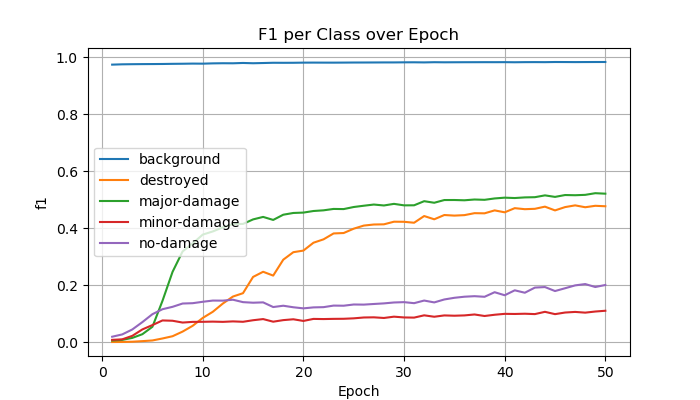 F1 per Class over Epoch
1.0
0.8
0.6
0.4
0.2
0.0
f1
background
destroyed
major-damage
minor-damage
no-damage
0 10 20 30 40 50
Epoch